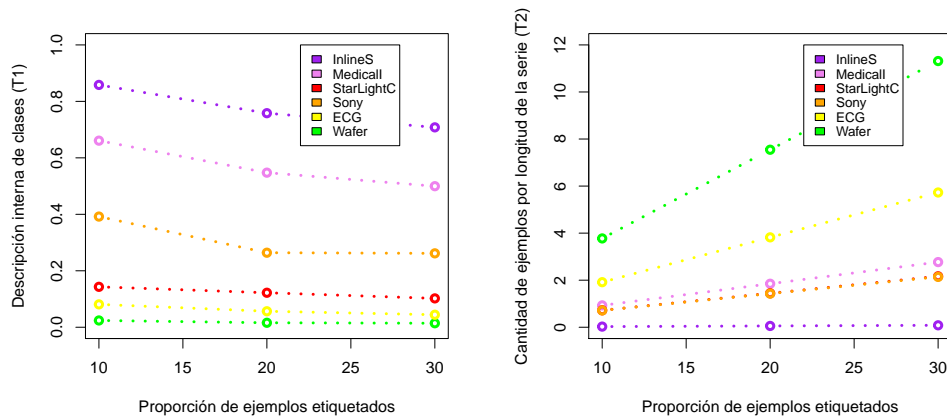 Descripción interna de clases (T1)
1.0
0.8
0.6
0.4
0.2
0.0
InlineS
MedicalI
StarLightC
Sony
ECG
Wafer
10
15
20
25
30
Proporción de ejemplos etiquetados
Cantidad de ejemplos por longitud de la serie (T2)
12
10
8
6
4
2
0
InlineS
MedicalI
StarLightC
Sony
ECG
Wafer
10
15
20
25
30
Proporción de ejemplos etiquetados